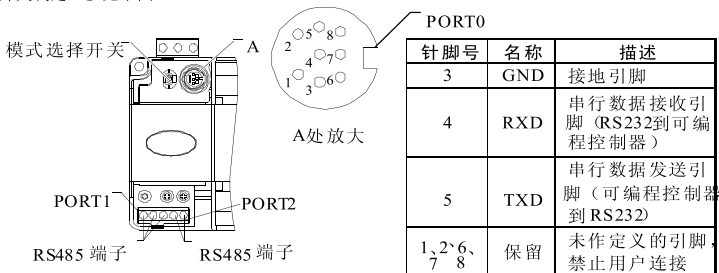 PORT0
模式选择开关
A
2 5 8
4 7
1 3 6
A处放大
PORT1
PORT2
RS485 端子
RS485 端子
针脚号 名称 描述
3 GND 接地引脚
4 RXD 串行数据接收引
脚（RS232到可编
程控制器）
5 TXD 串行数据发送引
脚（可编程控制器
到 RS232）
1、2、6、
7 8 保留 未作定义的引脚，
禁止用户连接